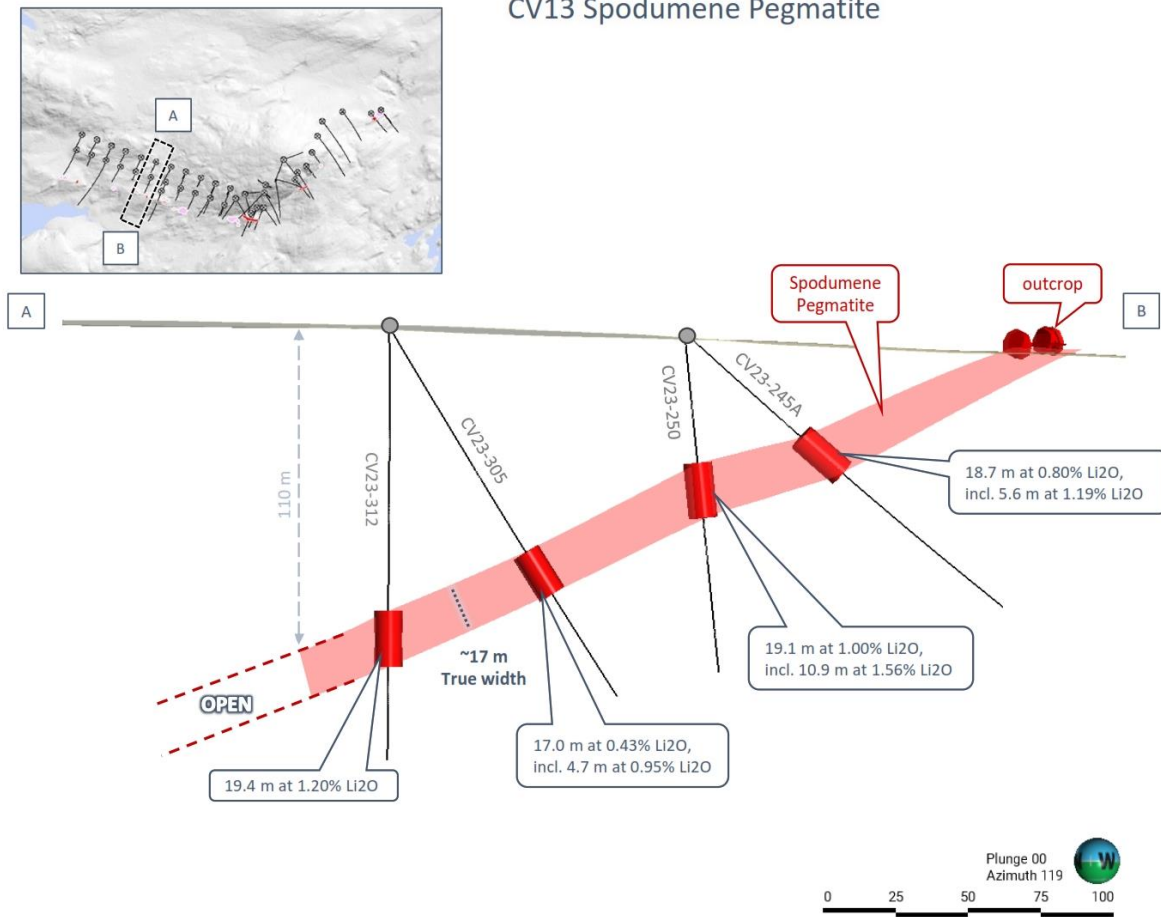 CV13 Spodumene Pegmatite
A
B
A
B
Spodumene
Pegmatite
outcrop
110 m
CV23-312
CV23-305
CV23-250
CV23-245A
18.7 m at 0.80% Li2O,
incl. 5.6 m at 1.19% Li2O
19.1 m at 1.00% Li2O,
incl. 10.9 m at 1.56% Li2O
~17 m
True width
OPEN
17.0 m at 0.43% Li2O,
incl. 4.7 m at 0.95% Li2O
19.4 m at 1.20% Li2O
Plunge 00
Azimuth 119
W
0 25 50 75 100